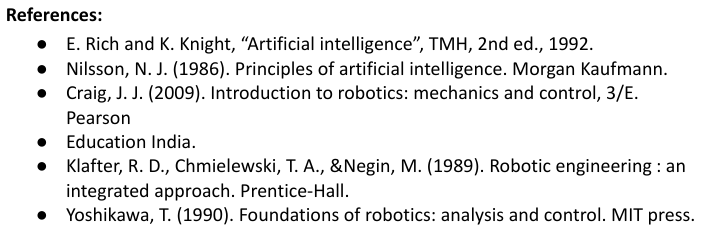 References:
● E. Rich and K. Knight, “Artificial intelligence”, TMH, 2nd ed., 1992.
● Nilsson, N. J. (1986). Principles of artificial intelligence. Morgan Kaufmann.
● Craig, J. J. (2009). Introduction to robotics: mechanics and control, 3/E.
Pearson
● Education India.
● Klafter, R. D., Chmielewski, T. A., &Negin, M. (1989). Robotic engineering : an
integrated approach. Prentice-Hall.
● Yoshikawa, T. (1990). Foundations of robotics: analysis and control. MIT press.